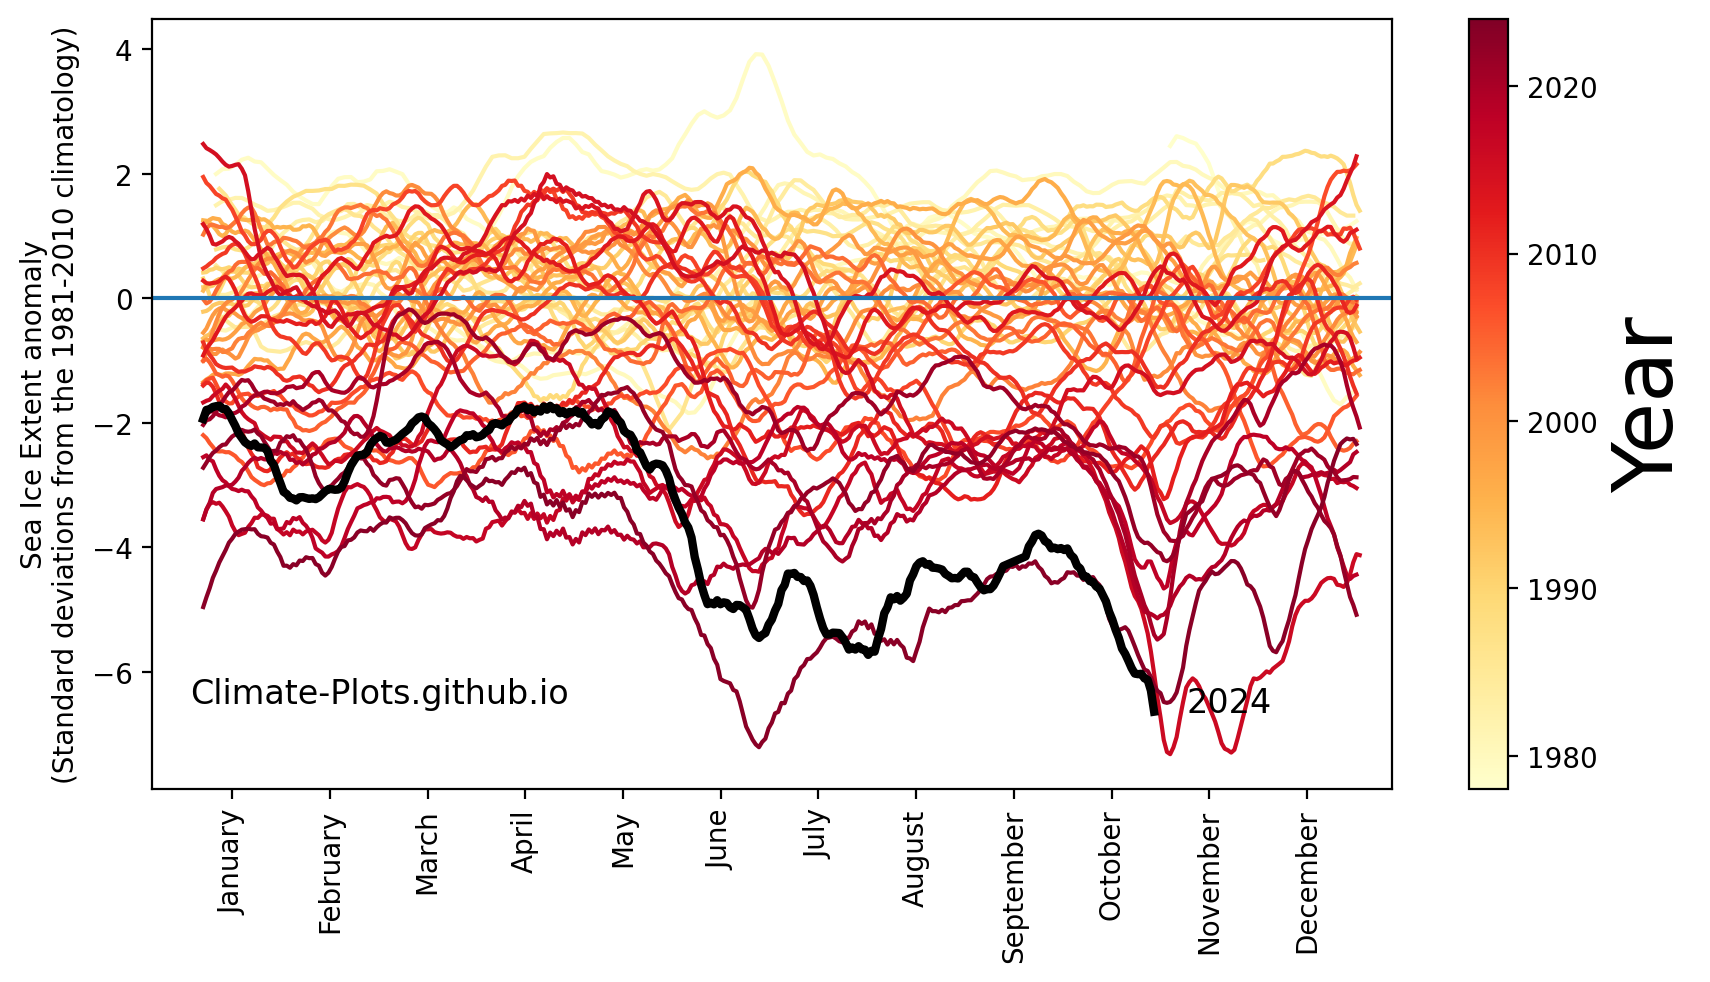 Sea Ice Extent anomaly
(Standard deviations from the 1981-2010 climatology)
4
2
0
−2
−4
−6
Climate-Plots.github.io
2024
January
February
March
April
May
June
July
August
September
October
November
December
2020
2010
2000
1990
1980
Year